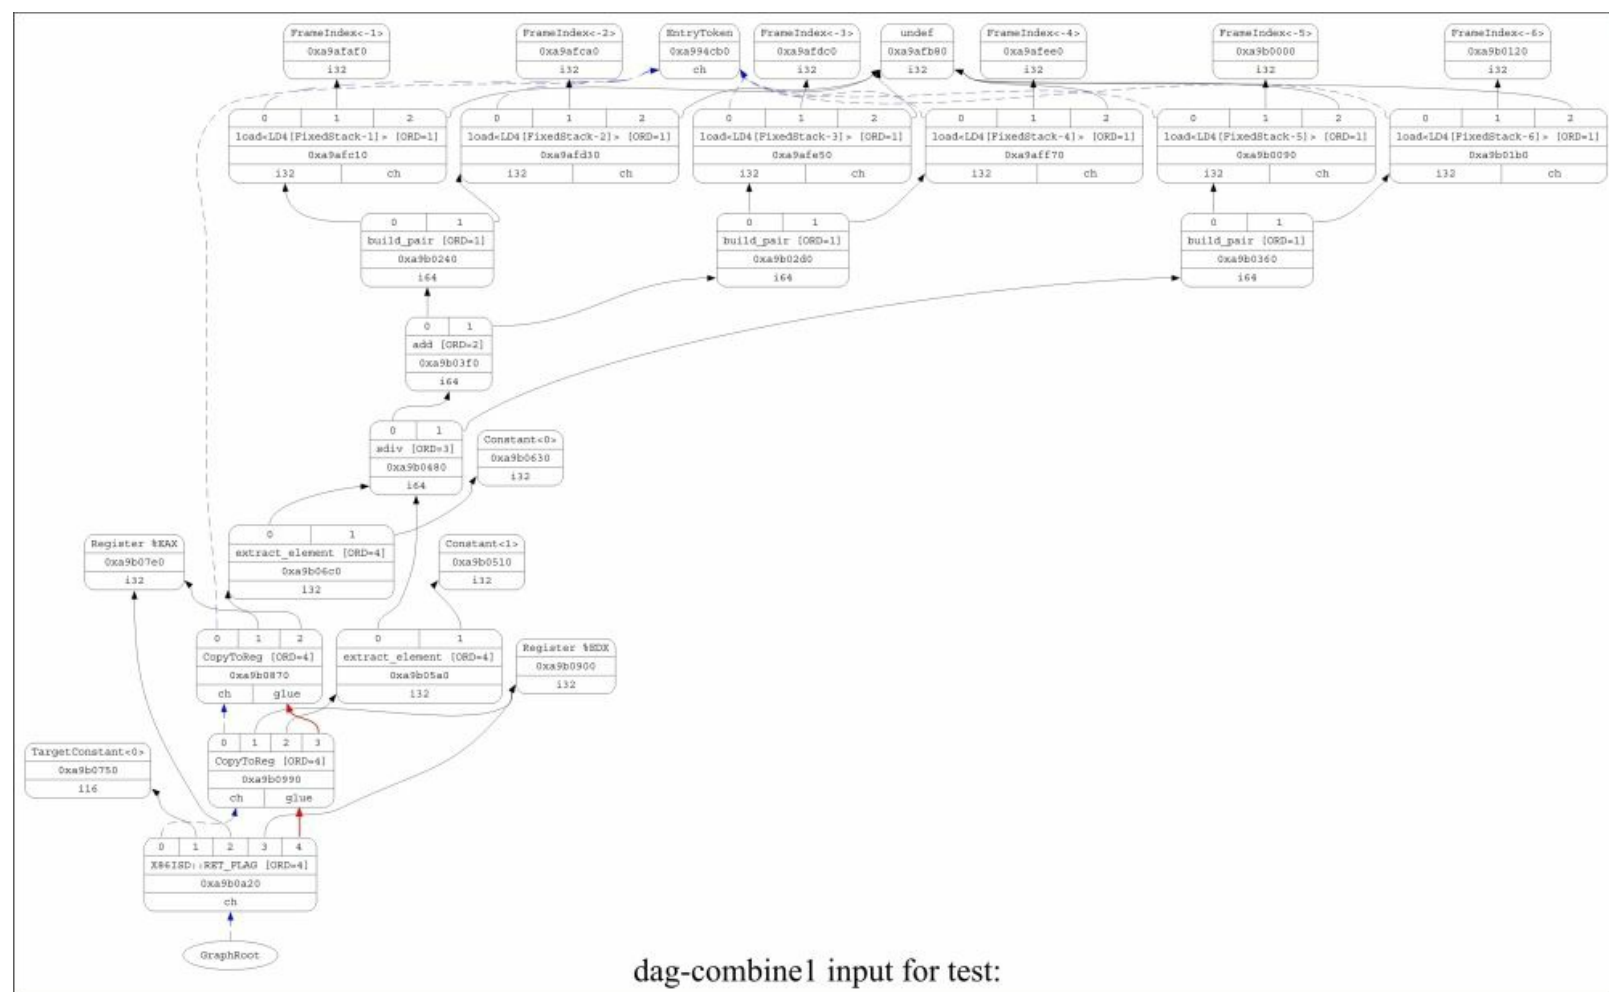 FrameIndex<-1>
0xa9afaf0
i32
FrameIndex<-2>
0xa9afca0
i32
EntryToken
0xa994cb0
ch
FrameIndex<-3>
0xa9afdc0
i32
undef
0xa9afb80
i32
FrameIndex<-4>
0xa9afee0
i32
FrameIndex<-5>
0xa9b0000
i32
FrameIndex<-6>
0xa9b0120
i32
0 1 2
load<LD4[FixedStack-1]> [ORD=1]
0xa9afc10
i32 ch
0 1 2
load<LD4[FixedStack-2]> [ORD=1]
0xa9afd30
i32 ch
0 1 2
load<LD4[FixedStack-3]> [ORD=1]
0xa9afe50
i32 ch
0 1 2
load<LD4[FixedStack-4]> [ORD=1]
0xa9aff70
i32 ch
0 1 2
load<LD4[FixedStack-5]> [ORD=1]
0xa9b0090
i32 ch
0 1 2
load<LD4[FixedStack-6]> [ORD=1]
0xa9b01b0
i32 ch
0 1
build_pair [ORD=1]
0xa9b0240
i64
0 1
build_pair [ORD=1]
0xa9b02d0
i64
0 1
build_pair [ORD=1]
0xa9b0360
i64
0 1
add [ORD=2]
0xa9b03f0
i64
0 1
sdiv [ORD=3]
0xa9b0480
i64
Constant<0>
0xa9b0630
i32
Register %EAX
0xa9b07e0
i32
0 1
extract_element [ORD=4]
0xa9b06c0
i32
Constant<1>
0xa9b0510
i32
0 1 2
CopyToReg [ORD=4]
0xa9b0870
ch glue
0 1
extract_element [ORD=4]
0xa9b05a0
i32
Register %EDX
0xa9b0900
i32
TargetConstant<0>
0xa9b0750
i16
0 1 2 3
CopyToReg [ORD=4]
0xa9b0990
ch glue
0 1 2 3 4
X86ISD::RET_FLAG [ORD=4]
0xa9b0a20
ch
GraphRoot
dag-combine1 input for test: